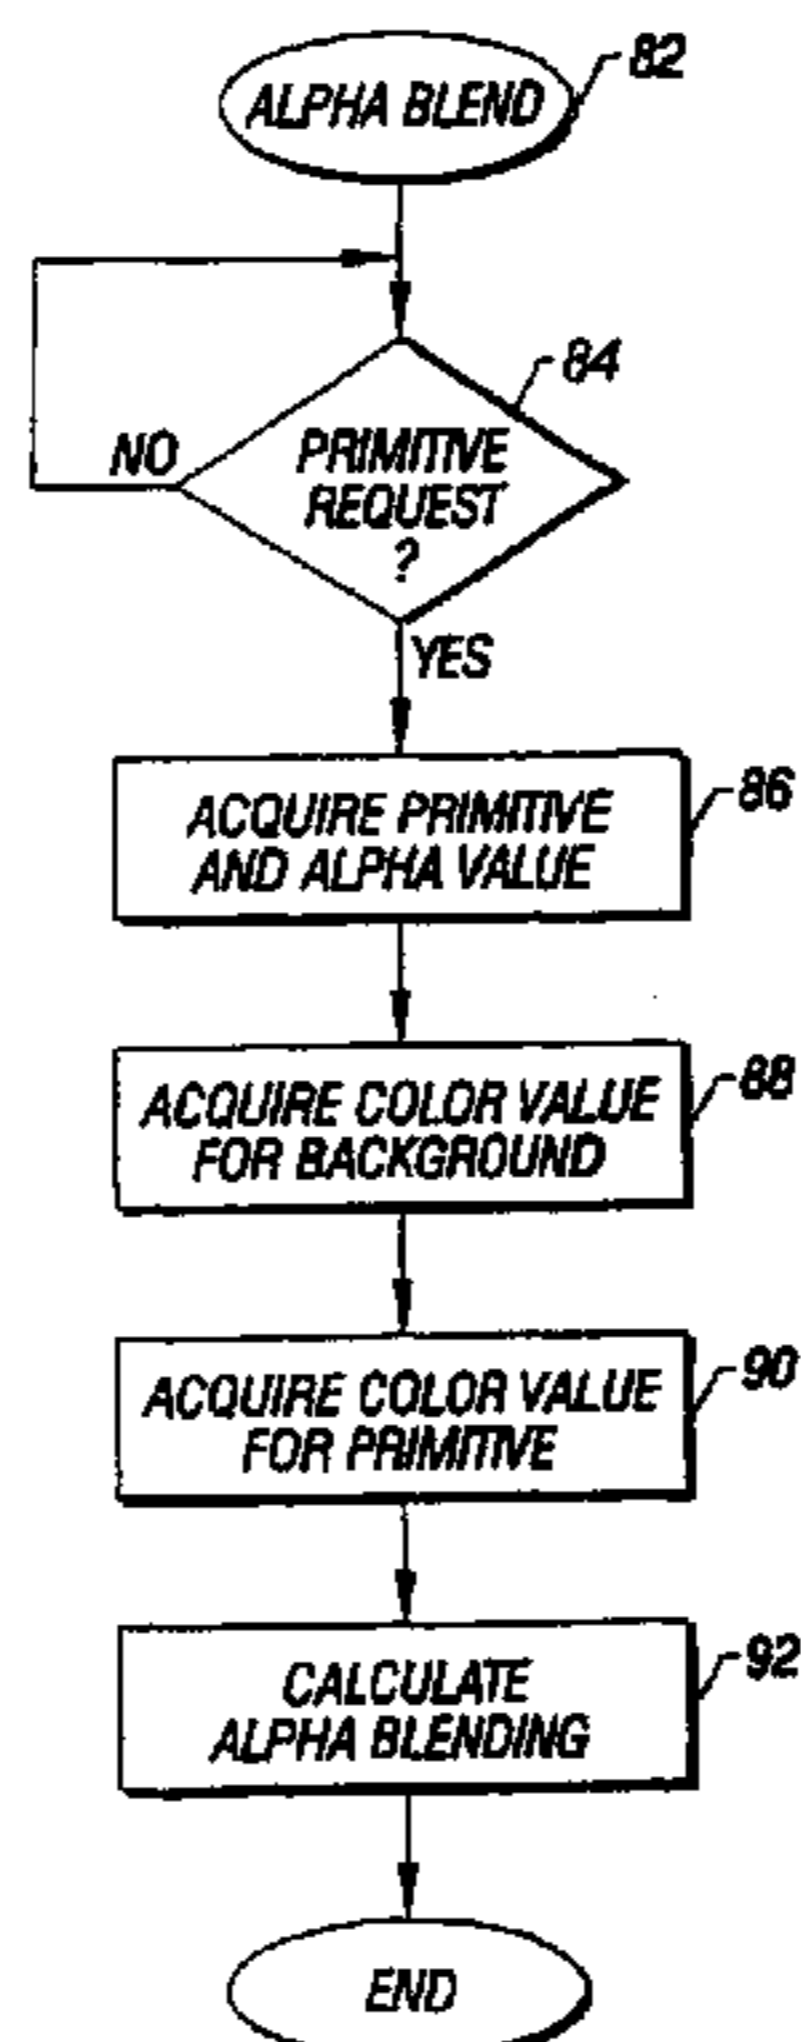 ALPHA BLEND
82
84
PRIMITIVE
REQUEST
?
NO
YES
ACQUIRE PRIMITIVE
AND ALPHA VALUE
86
ACQUIRE COLOR VALUE
FOR BACKGROUND
88
ACQUIRE COLOR VALUE
FOR PRIMITIVE
90
CALCULATE
ALPHA BLENDING
92
END